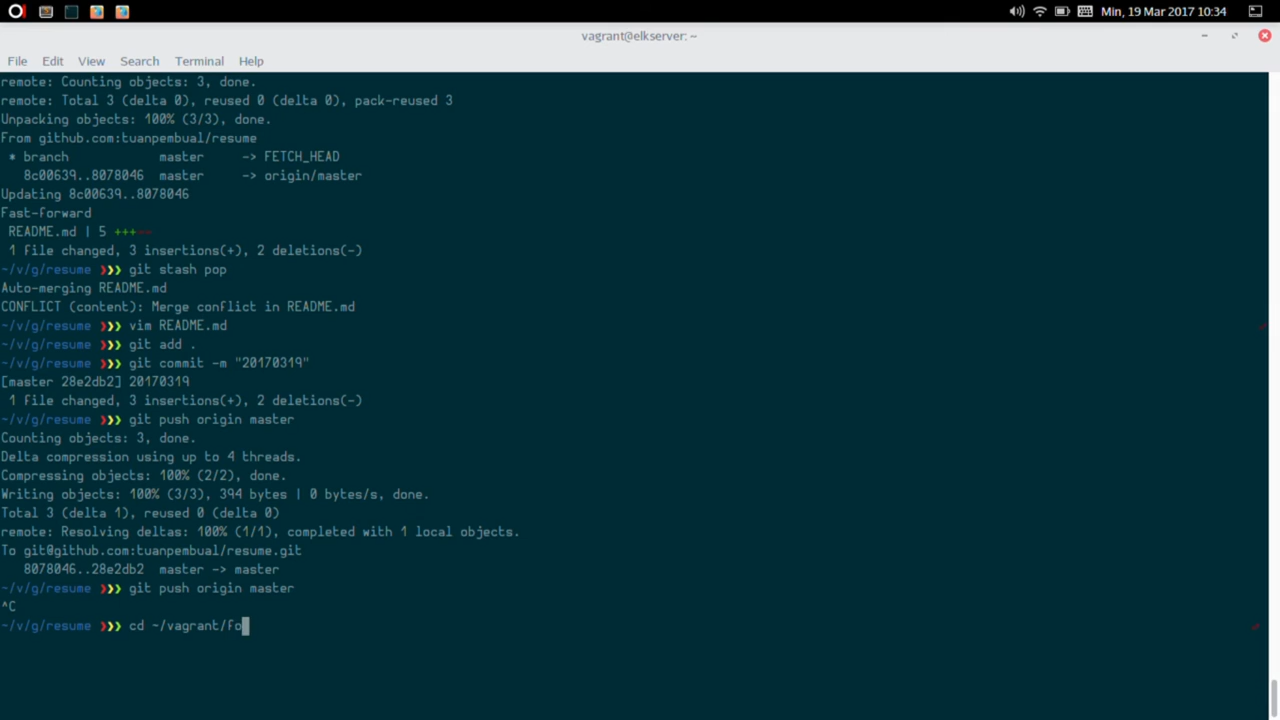 Min, 19 Mar 2017 10:34
vagrant@elkserver: ~
File Edit View Search Terminal Help
remote: Counting objects: 3, done.
remote: Total 3 (delta 0), reused 0 (delta 0), pack-reused 3
Unpacking objects: 100% (3/3), done.
From github.com:tuanpembual/resume
 * branch            master     -> FETCH_HEAD
   8c00639..8078046  master     -> origin/master
Updating 8c00639..8078046
Fast-forward
 README.md | 5 +++--
 1 file changed, 3 insertions(+), 2 deletions(-)
~/v/g/resume ❯❯❯ git stash pop
Auto-merging README.md
CONFLICT (content): Merge conflict in README.md
~/v/g/resume ❯❯❯ vim README.md
~/v/g/resume ❯❯❯ git add .
~/v/g/resume ❯❯❯ git commit -m "20170319"
[master 28e2db2] 20170319
 1 file changed, 3 insertions(+), 2 deletions(-)
~/v/g/resume ❯❯❯ git push origin master
Counting objects: 3, done.
Delta compression using up to 4 threads.
Compressing objects: 100% (2/2), done.
Writing objects: 100% (3/3), 394 bytes | 0 bytes/s, done.
Total 3 (delta 1), reused 0 (delta 0)
remote: Resolving deltas: 100% (1/1), completed with 1 local objects.
To git@github.com:tuanpembual/resume.git
   8078046..28e2db2  master -> master
~/v/g/resume ❯❯❯ git push origin master
^C
~/v/g/resume ❯❯❯ cd ~/vagrant/fo